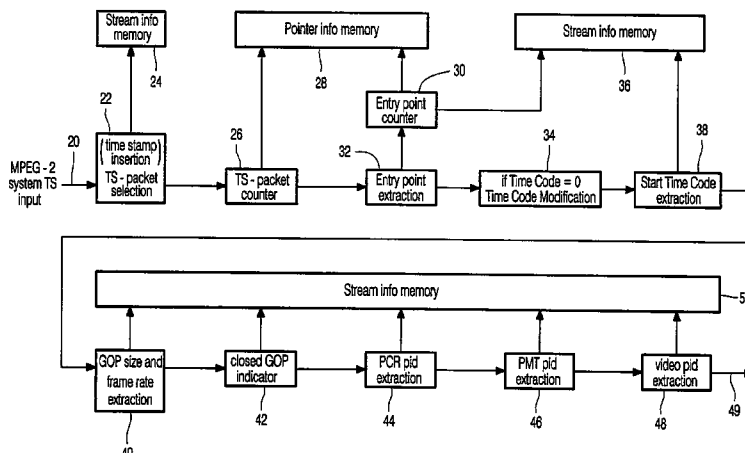 Stream info
memory
24
Pointer info memory
28
Stream info memory
36
30
Entry point
counter
22
(time stamp)
insertion
TS-packet
selection
20
MPEG - 2
system TS
input
26
TS - packet
counter
32
Entry point
extraction
34
if Time Code = 0
Time Code Modification
38
Start Time Code
extraction
Stream info memory
GOP size and
frame rate
extraction
40
closed GOP
indicator
42
PCR pid
extraction
44
PMT pid
extraction
46
video pid
extraction
48
49